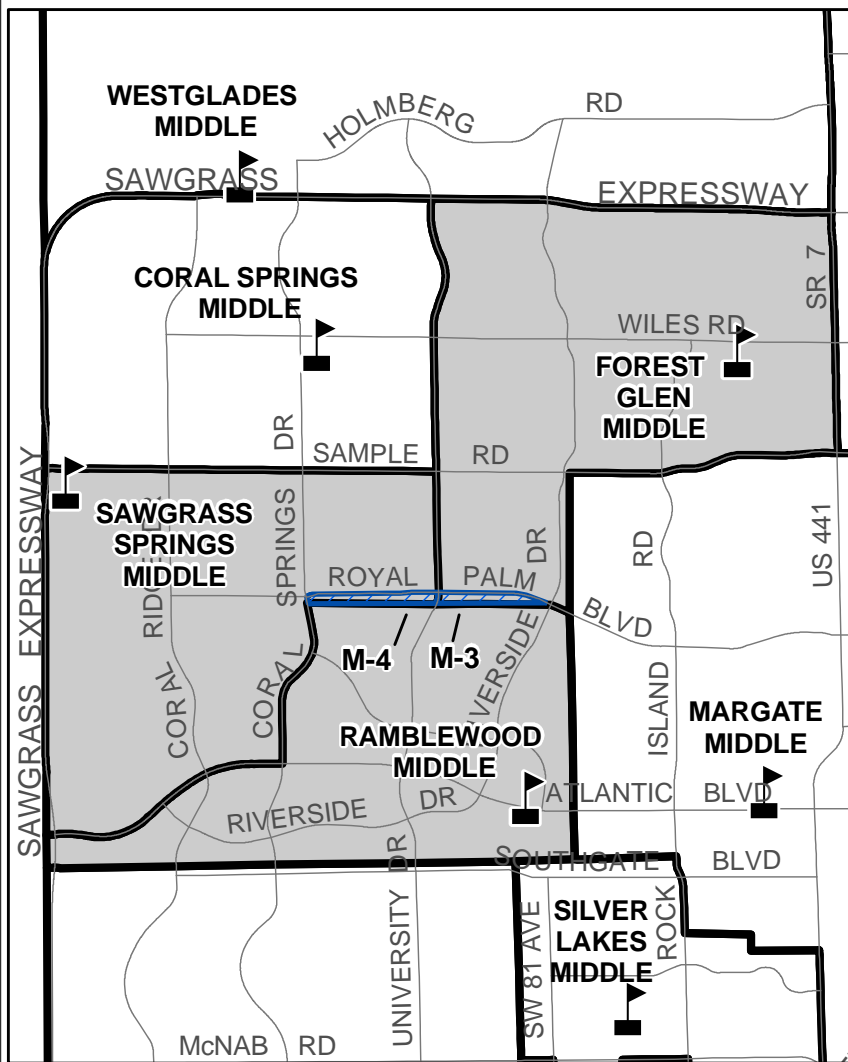 WESTGLADES
MIDDLE
HOLMBERG
RD
SAWGRASS
EXPRESSWAY
SR 7
CORAL SPRINGS
MIDDLE
WILES RD
FOREST
GLEN
MIDDLE
DR
SAMPLE
RD
SAWGRASS EXPRESSWAY
SAWGRASS
SPRINGS
MIDDLE
CORAL RIDGE DR
CORAL SPRINGS
US 441
ROYAL PALM
BLVD
RIVERSIDE DR
M-4
M-3
ROCK ISLAND RD
RAMBLEWOOD
MIDDLE
MARGATE
MIDDLE
ATLANTIC BLVD
RIVERSIDE DR
UNIVERSITY DR
SOUTHGATE BLVD
SW 81 AVE
SILVER
LAKES
MIDDLE
McNAB RD